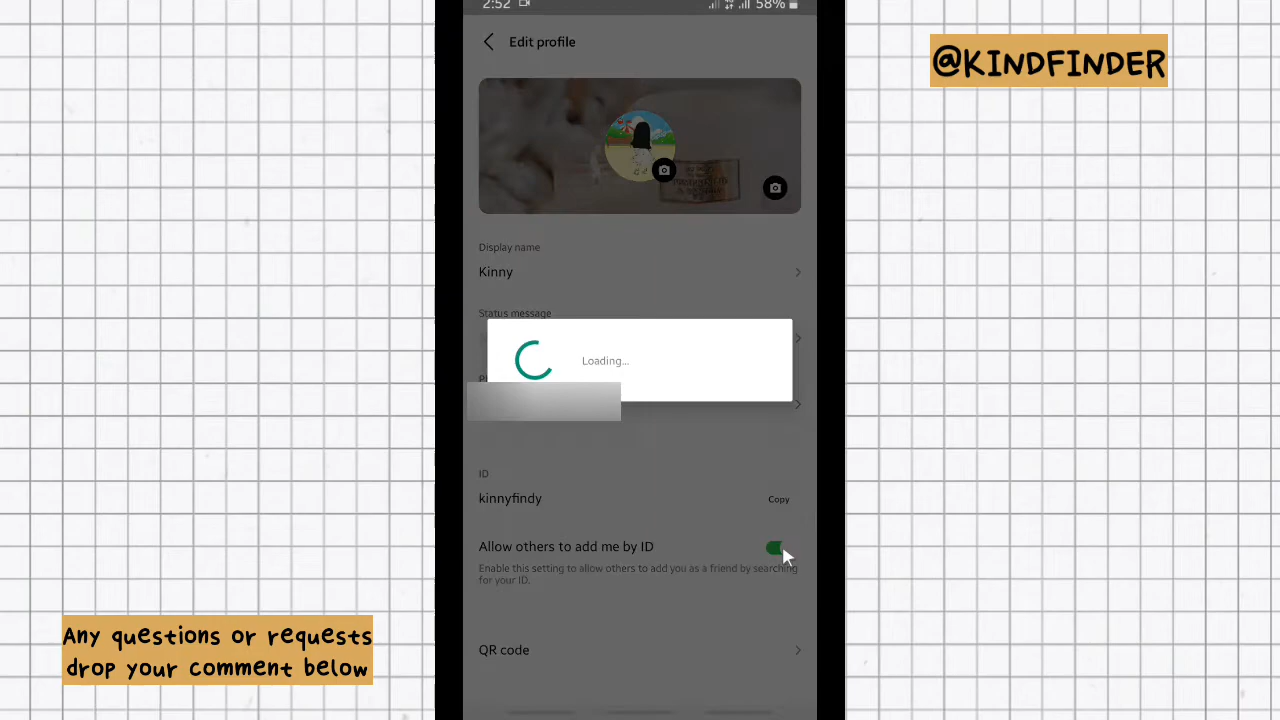 2:52
58%
@KINDFINDER
Edit profile
Display name
Kinny
Status message
Loading...
ID
kinnyfindy
Copy
Allow others to add me by ID
Enable this setting to allow others to add you as a friend by searching
for your ID.
Any questions or requests
drop your comment below
QR code